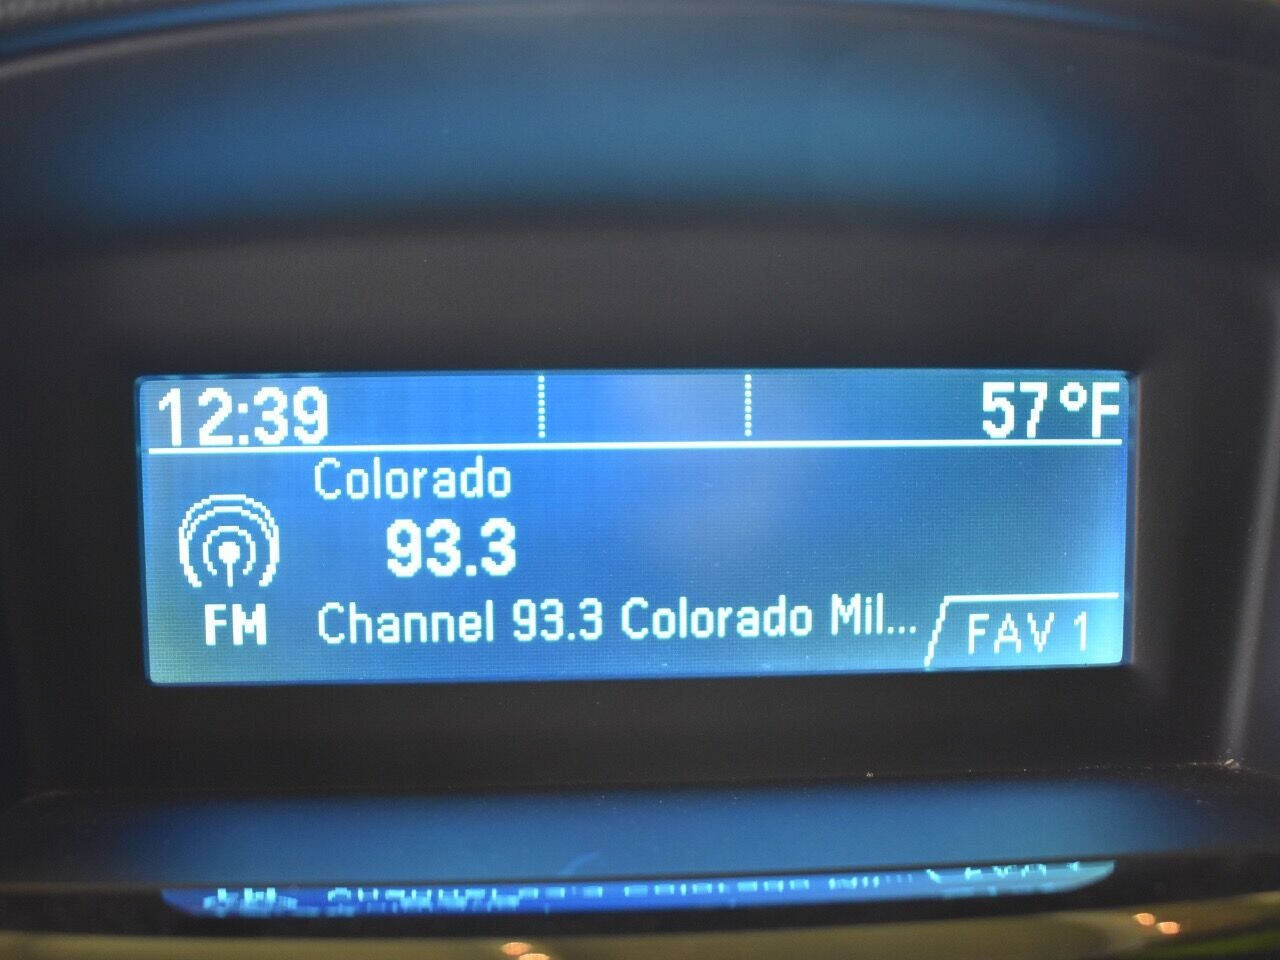 12:39 57°F
Colorado
93.3
FM Channel 93.3 Colorado Mil... FAV 1